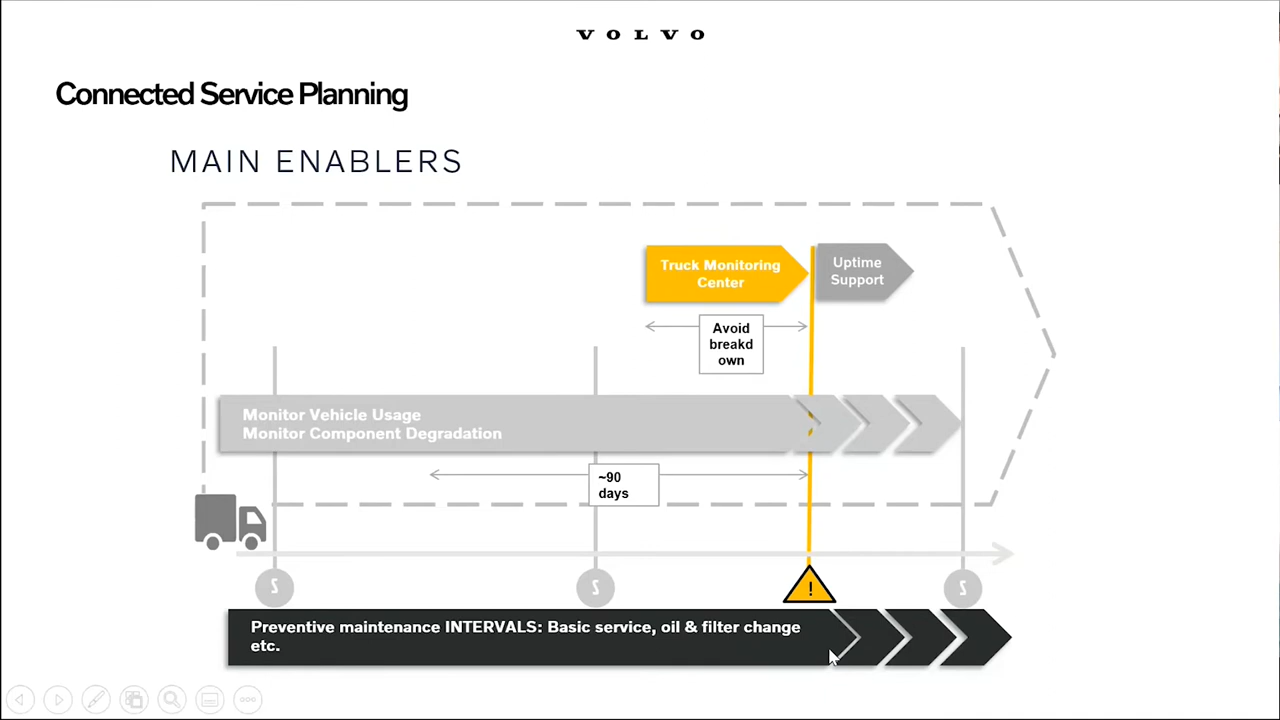 VOLVO
Connected Service Planning
MAIN ENABLERS
Truck Monitoring
Center
Uptime
Support
Avoid
breakd
own
Monitor Vehicle Usage
Monitor Component Degradation
~90
days
S
S
!
S
Preventive maintenance INTERVALS: Basic service, oil & filter change
etc.